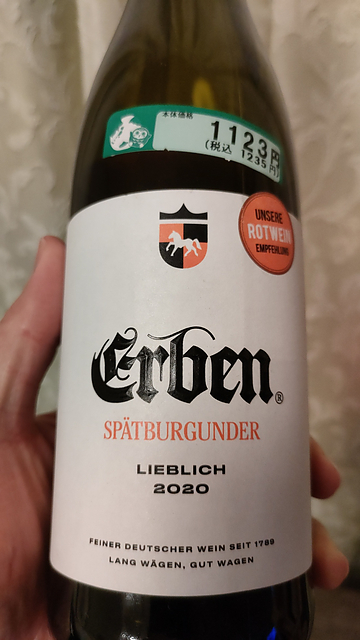 本体価格
1123円
(税込 1235円)
UNSERE
ROTWEIN
EMPFEHLUNG
Erben®
SPÄTBURGUNDER
LIEBLICH
2020
FEINER DEUTSCHER WEIN SEIT 1789
LANG WÄGEN, GUT WAGEN